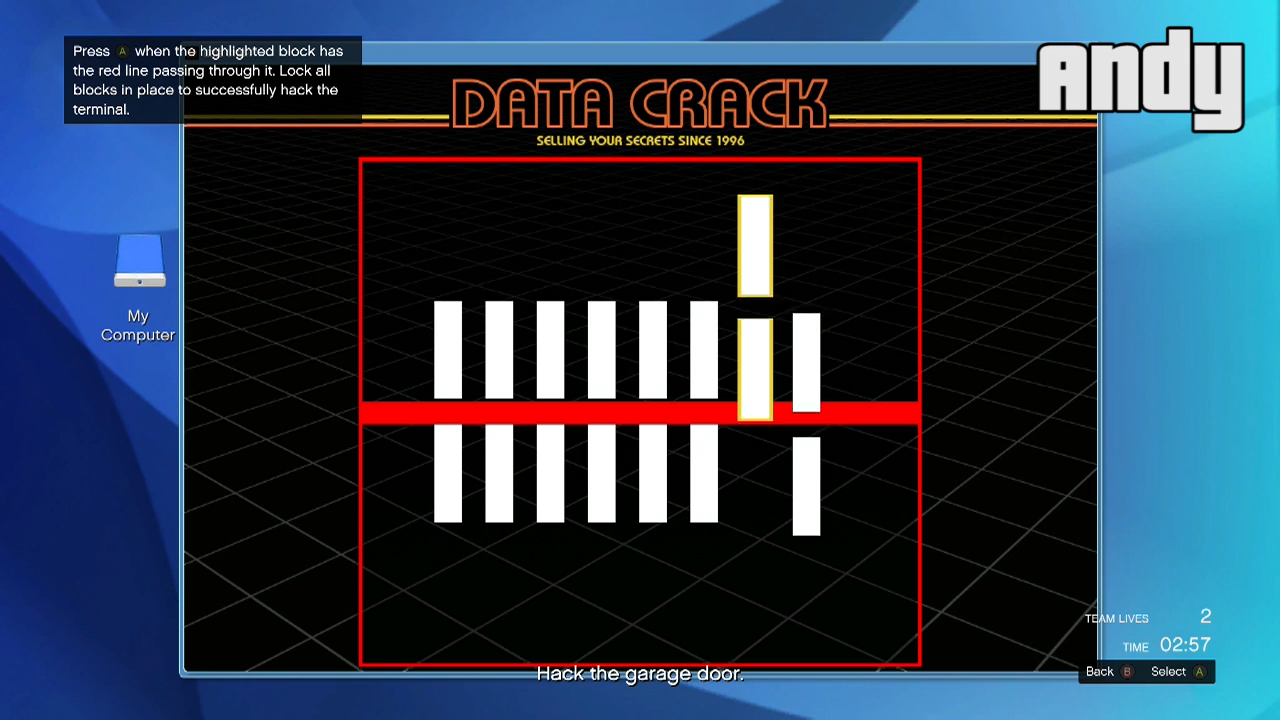 Press A when the highlighted block has
the red line passing through it. Lock all
blocks in place to successfully hack the
terminal.
Andy
DATA CRACK
SELLING YOUR SECRETS SINCE 1996
My
Computer
TEAM LIVES 2
TIME 02:57
Back B Select A
Hack the garage door.